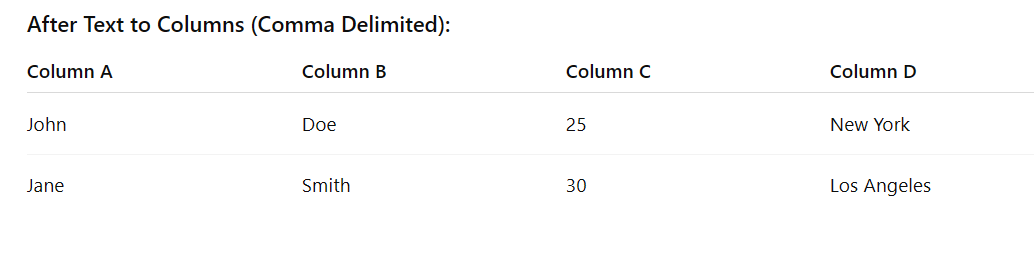 After Text to Columns (Comma Delimited):
Column A Column B Column C Column D
John Doe 25 New York
Jane Smith 30 Los Angeles